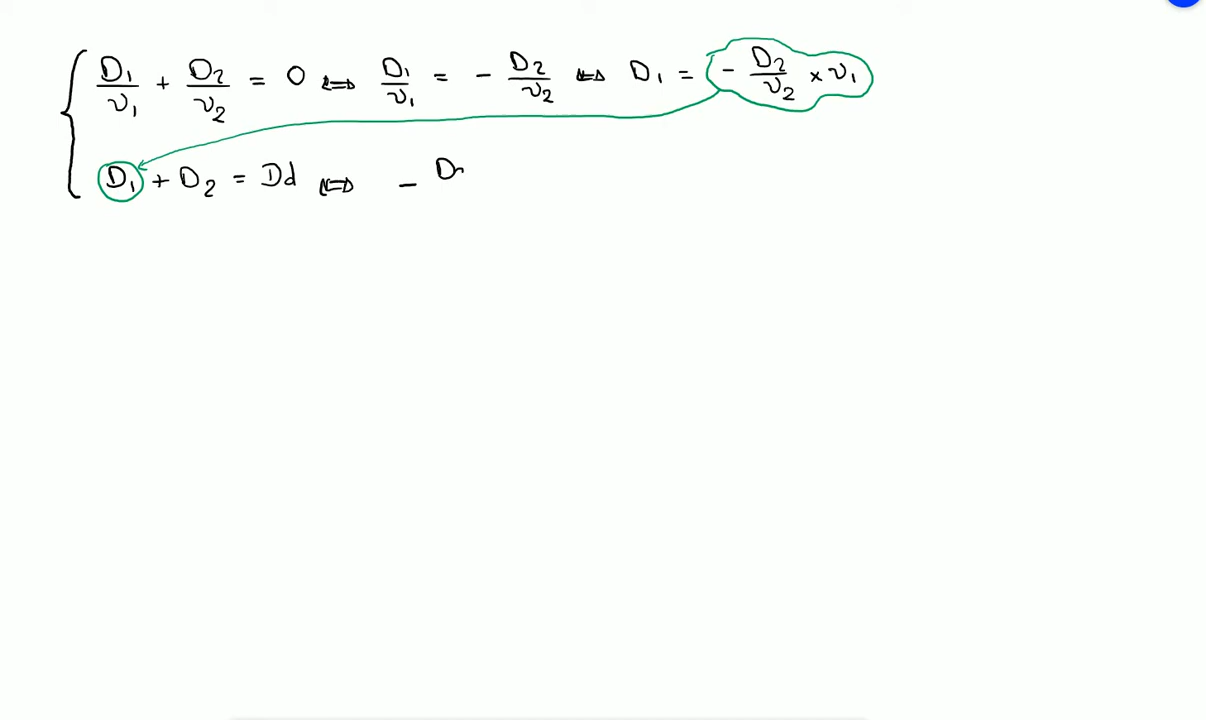 D₁/v₁ + D₂/v₂ = 0 ⟺ D₁/v₁ = - D₂/v₂ ⟺ D₁ = - D₂/v₂ × v₁
D₁ + D₂ = Dd ⟺ - D